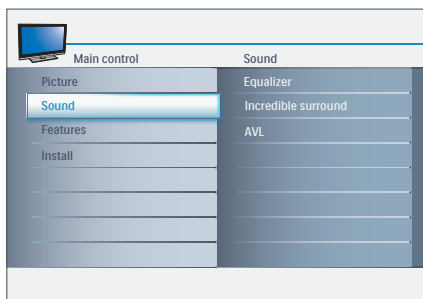 Main control
Sound
Picture
Equalizer
Sound
Incredible surround
Features
AVL
Install